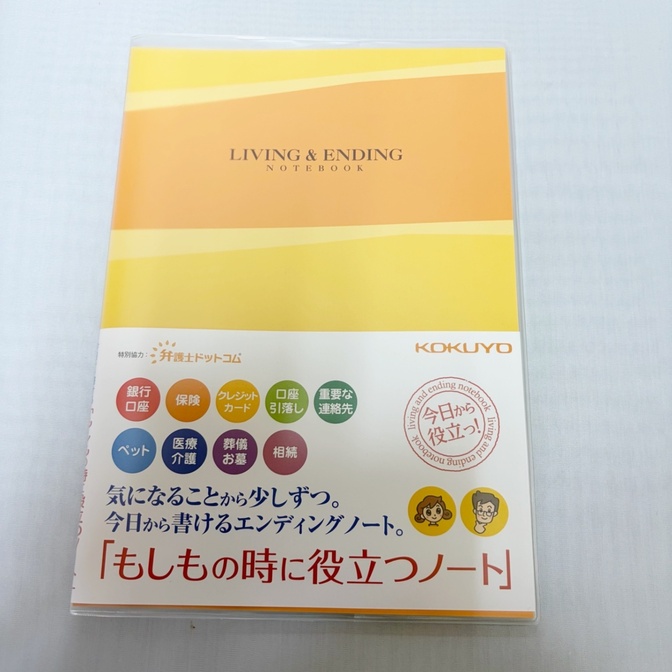 LIVING & ENDING
NOTEBOOK
特別協力：弁護士ドットコム
KOKUYO
銀行
口座
保険
クレジット
カード
口座
引落し
重要な
連絡先
ペット
医療
介護
葬儀
お墓
相続
living and ending notebook living and ending notebook
今日から
役立つ!
気になることから少しずつ。
今日から書けるエンディングノート。
「もしもの時に役立つノート」